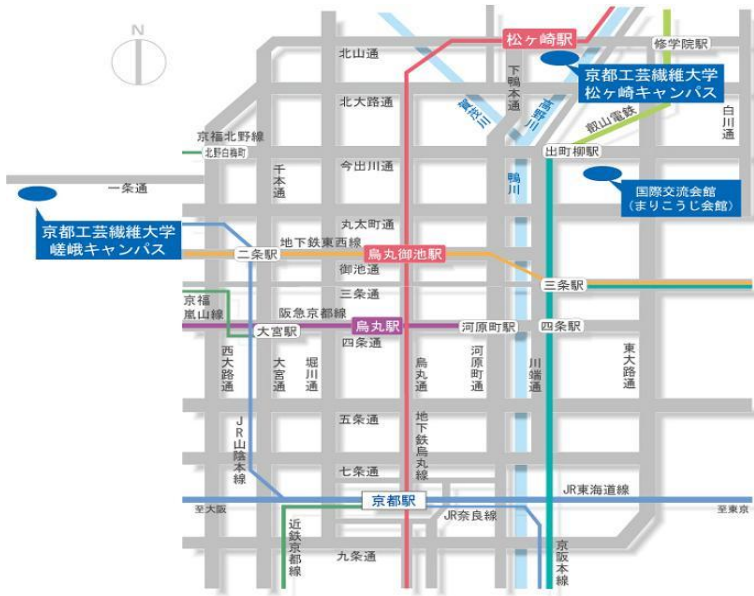 N
松ヶ崎駅
北山通
修学院駅
下鴨本通
京都工芸繊維大学
松ヶ崎キャンパス
北大路通
賀茂川
高野川
叡山電鉄
白川通
京福北野線
北野白梅町
千本通
今出川通
出町柳駅
一条通
鴨川
国際交流会館
(まりこうじ会館)
京都工芸繊維大学
嵯峨キャンパス
丸太町通
二条駅
地下鉄東西線
烏丸御池駅
御池通
三条駅
三条通
京福
嵐山線
阪急京都線
大宮駅
烏丸駅
河原町駅
四条駅
四条通
西大路通
大宮通
堀川通
烏丸通
河原町通
川端通
東大路通
五条通
JR山陰本線
地下鉄烏丸線
七条通
京都駅
JR東海道線
至大阪
JR奈良線
至東京
近鉄京都線
九条通
京阪本線